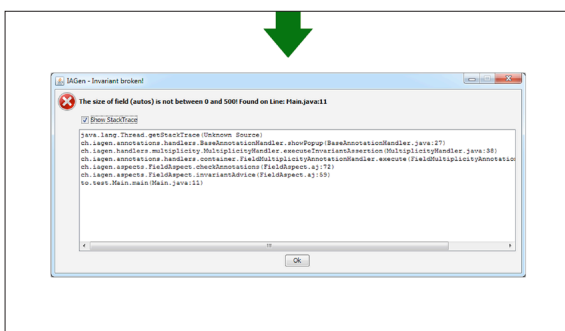 IAGen - Invariant broken!
The size of field (autos) is not between 0 and 500! Found on Line: Main.java:11
Show StackTrace
java.lang.Thread.getStackTrace(Unknown Source)
ch.iagen.annotations.handlers.BaseAnnotationHandler.showPopup(BaseAnnotationHandler.java:27)
ch.iagen.handlers.multiplicity.MultiplicityHandler.executeInvariantAssertion(MultiplicityHandler.java:38)
ch.iagen.annotations.handlers.container.FieldMultiplicityAnnotationHandler.execute(FieldMultiplicityAnnotation
ch.iagen.aspects.FieldAspect.checkAnnotations(FieldAspect.aj:72)
ch.iagen.aspects.FieldAspect.invariantAdvice(FieldAspect.aj:59)
to.test.Main.main(Main.java:11)
Ok